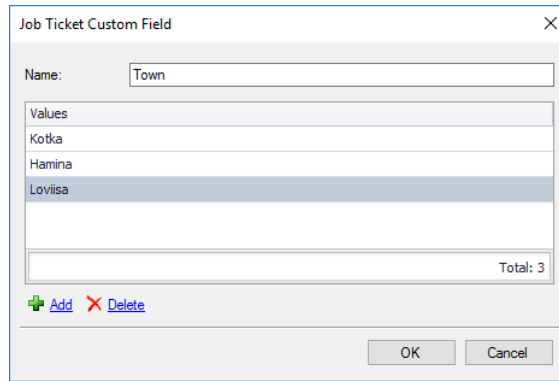 Job Ticket Custom Field
Name: Town
Values
Kotka
Hamina
Loviisa
Total: 3
Add Delete
OK Cancel